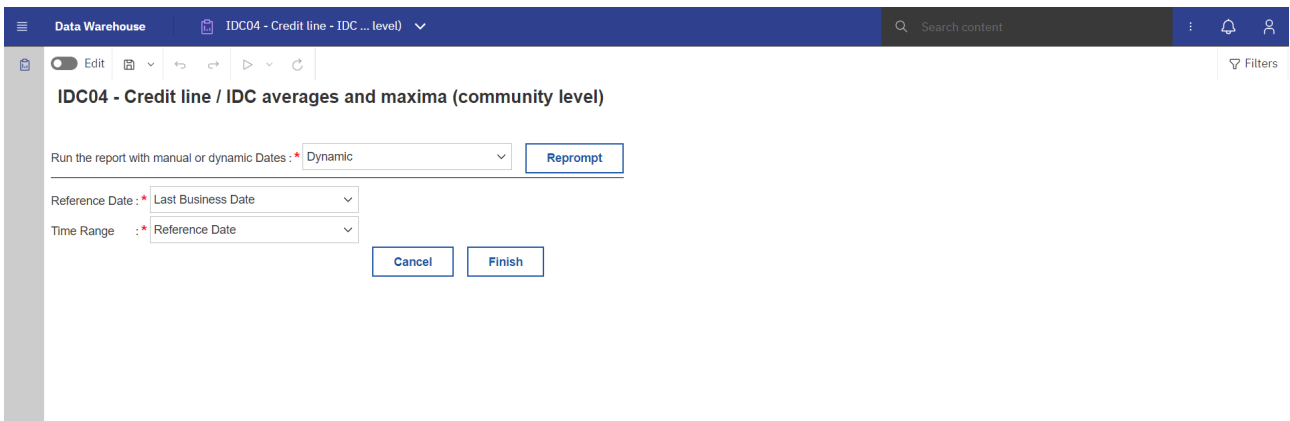 Data Warehouse IDC04 - Credit line - IDC ... level) Search content
Edit Filters
IDC04 - Credit line / IDC averages and maxima (community level)
Run the report with manual or dynamic Dates : * Dynamic Reprompt
Reference Date : * Last Business Date
Time Range : * Reference Date
Cancel Finish